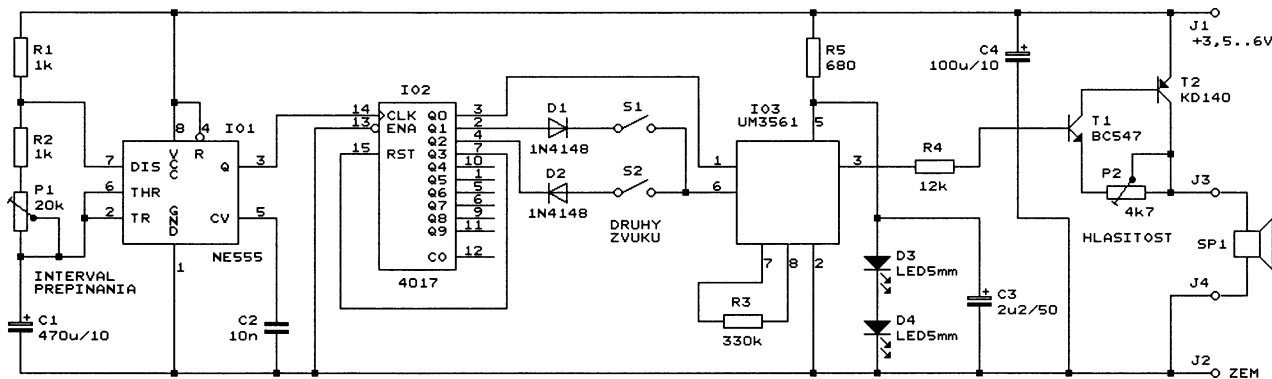 R1
1k
R2
1k
P1
20k
INTERVAL
PREPINANIA
C1
470u/10
C2
10n
IO1
NE555
8
4
VCC
R
7
DIS
Q
3
6
THR
2
TR
GND
CV
5
1
IO2
4017
14
CLK
13
ENA
15
RST
Q0
3
Q1
2
Q2
4
Q3
7
Q4
10
Q5
1
Q6
5
Q7
6
Q8
9
Q9
11
CO
12
D1
1N4148
S1
D2
1N4148
S2
DRUHY
ZVUKU
IO3
UM3561
5
1
6
3
7
8
2
R3
330k
R5
680
D3
LED5mm
D4
LED5mm
C3
2u2/50
C4
100u/10
R4
12k
T1
BC547
T2
KD140
P2
4k7
HLASITOST
J1
+3,5..6V
J3
SP1
J4
J2
ZEM